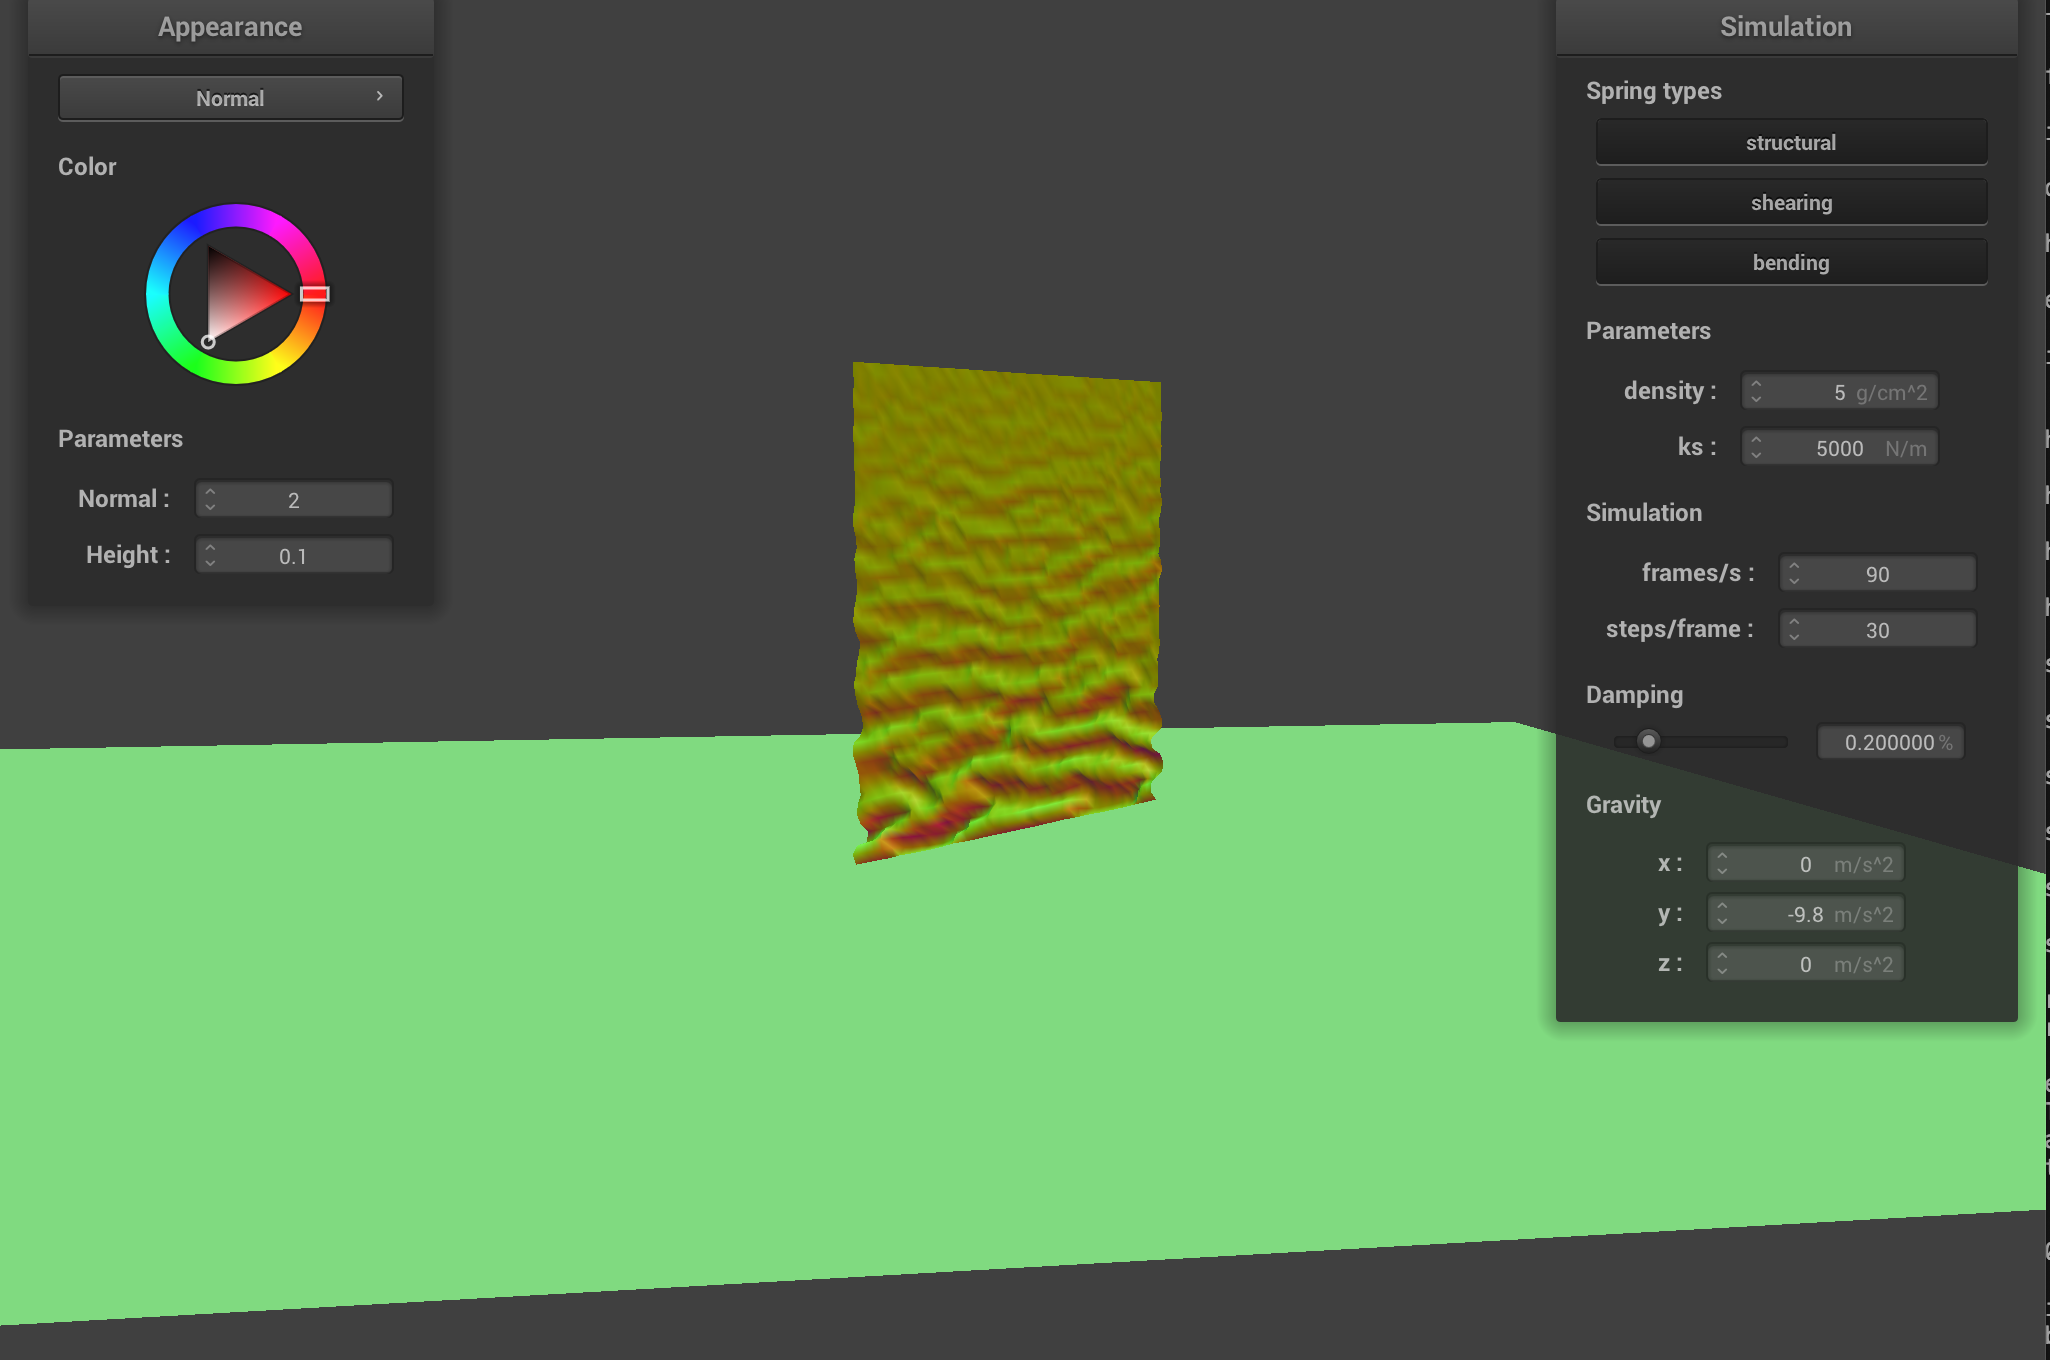 Appearance
Normal
Color
Parameters
Normal :
2
Height :
0.1
Simulation
Spring types
structural
shearing
bending
Parameters
density :
5 g/cm^2
ks :
5000 N/m
Simulation
frames/s :
90
steps/frame :
30
Damping
0.200000 %
Gravity
x :
0 m/s^2
y :
-9.8 m/s^2
z :
0 m/s^2